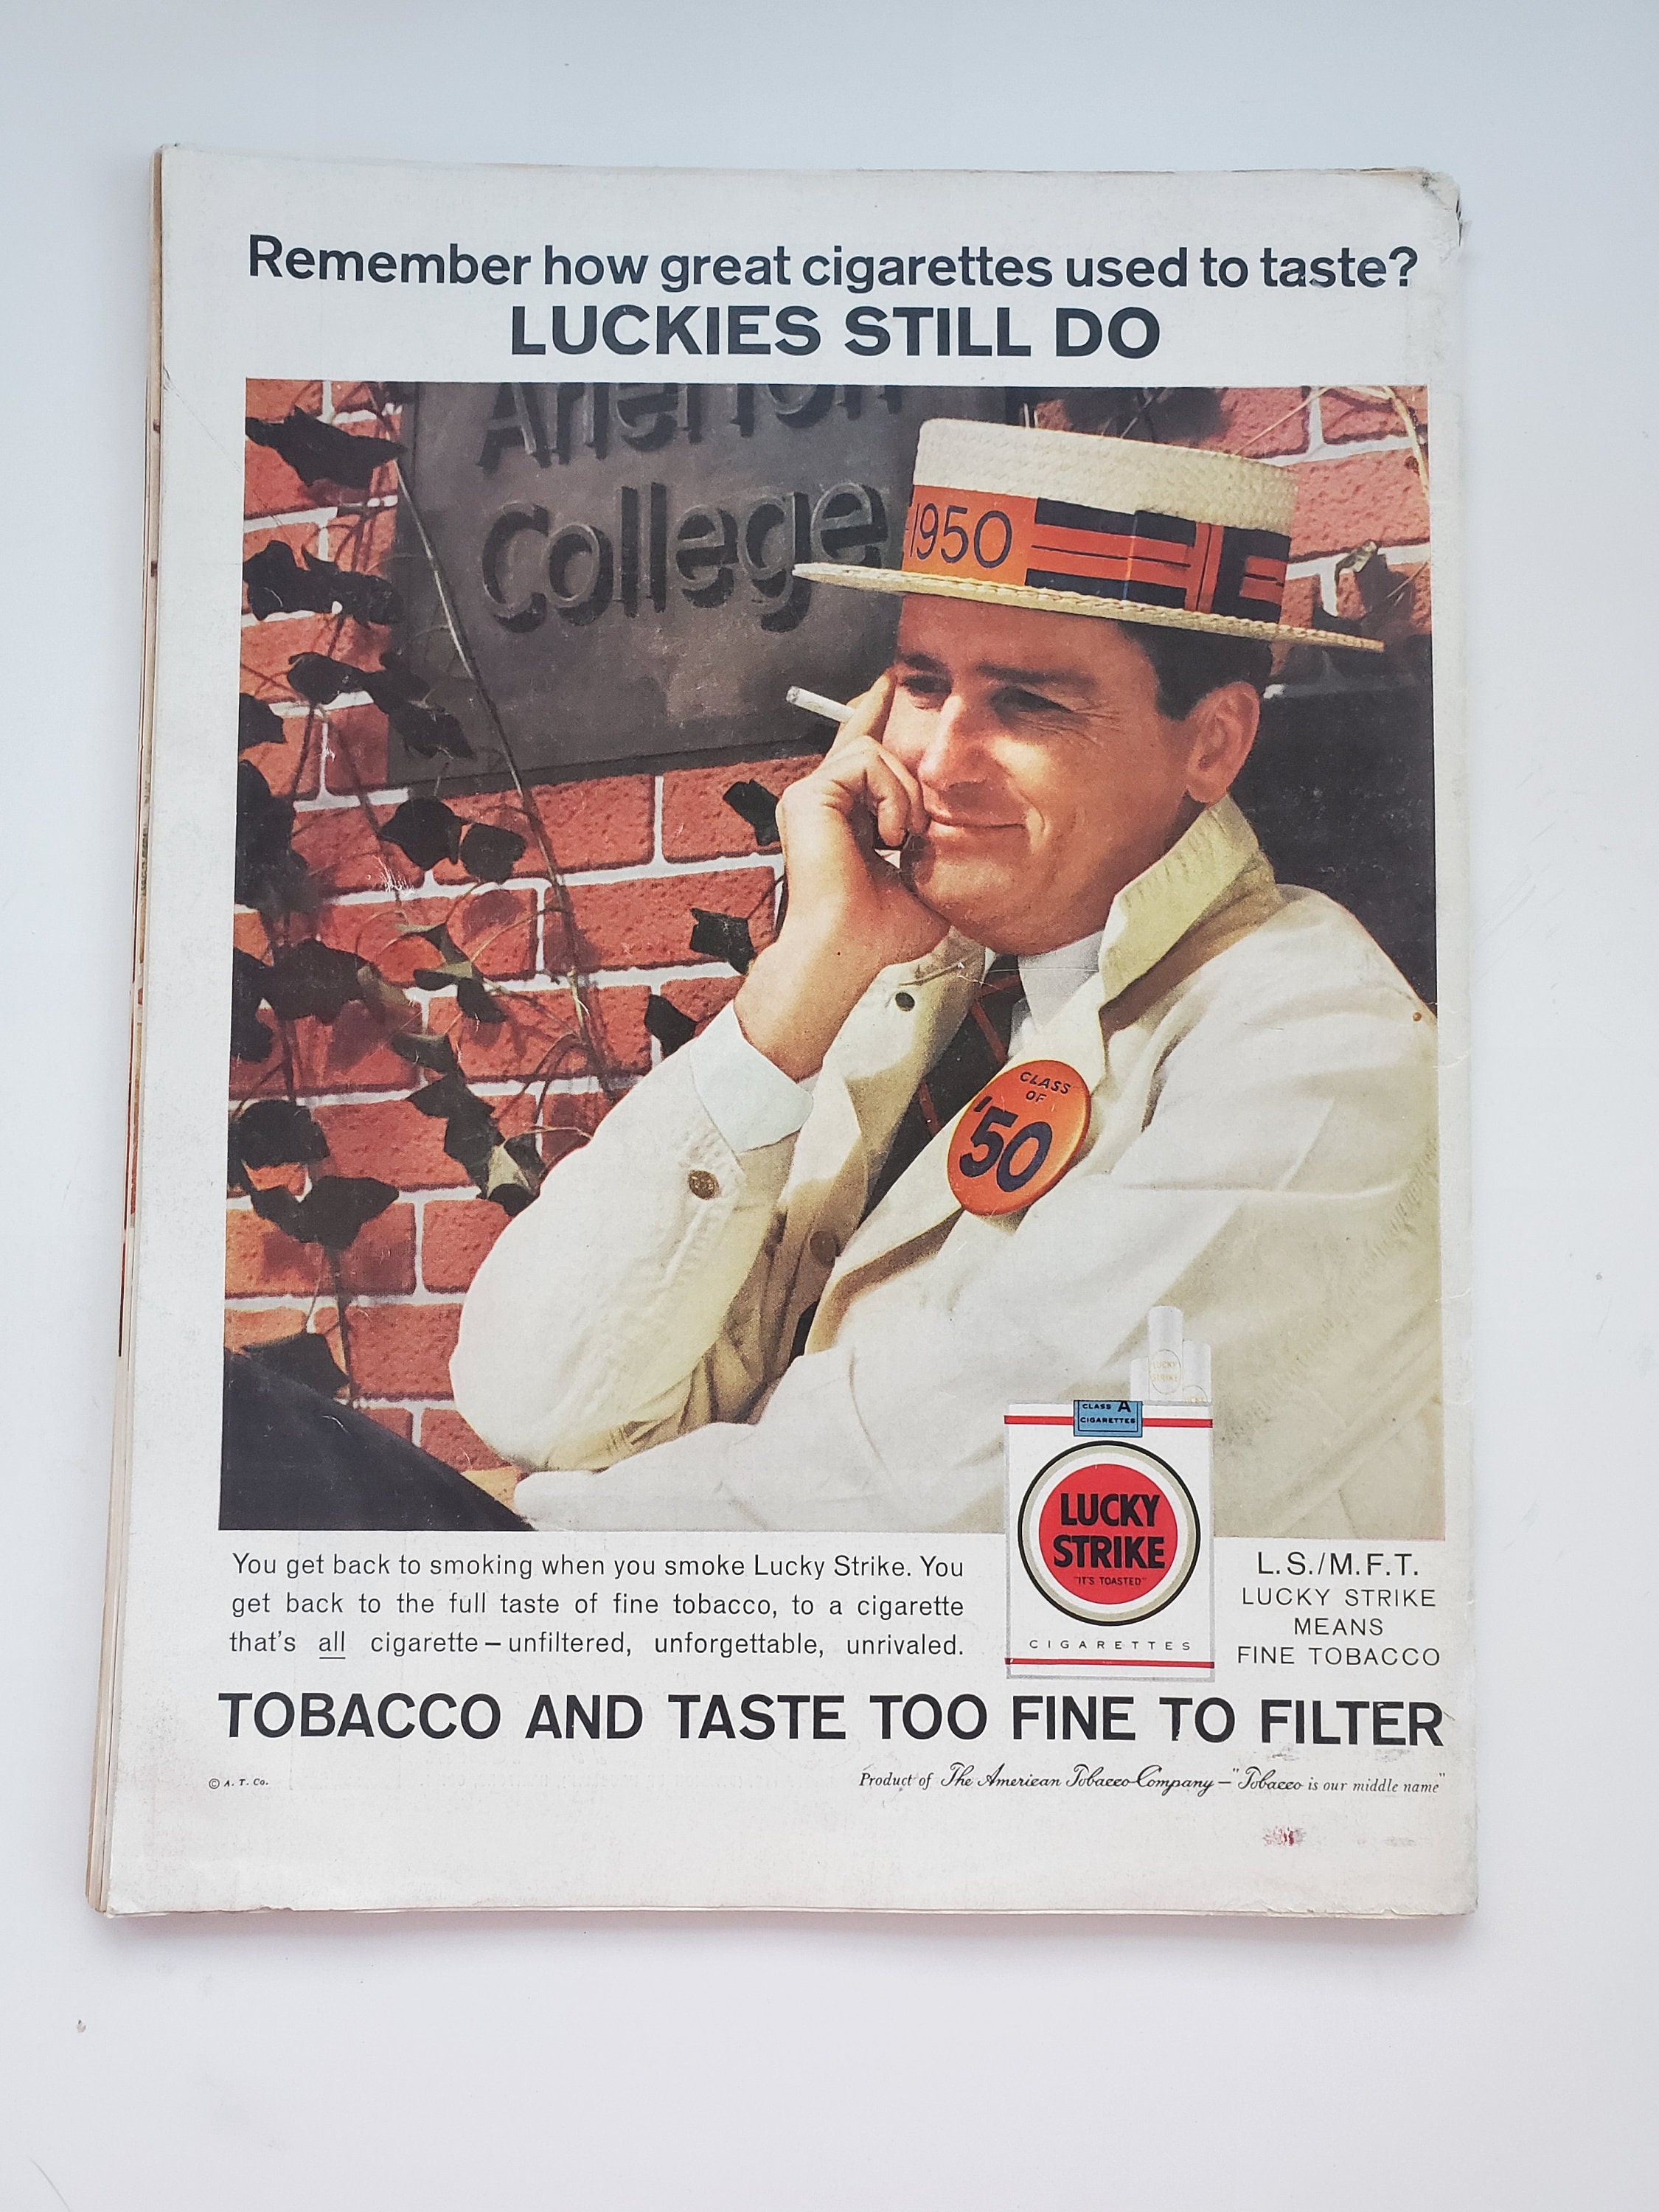 Remember how great cigarettes used to taste?
LUCKIES STILL DO
College
1950
CLASS
OF
'50
LUCKY
STRIKE
CLASS A
CIGARETTES
LUCKY
STRIKE
"IT'S TOASTED"
CIGARETTES
You get back to smoking when you smoke Lucky Strike. You
get back to the full taste of fine tobacco, to a cigarette
that's all cigarette – unfiltered, unforgettable, unrivaled.
L.S./M.F.T.
LUCKY STRIKE
MEANS
FINE TOBACCO
TOBACCO AND TASTE TOO FINE TO FILTER
© A. T. Co.
Product of The American Tobacco Company – "Tobacco is our middle name"